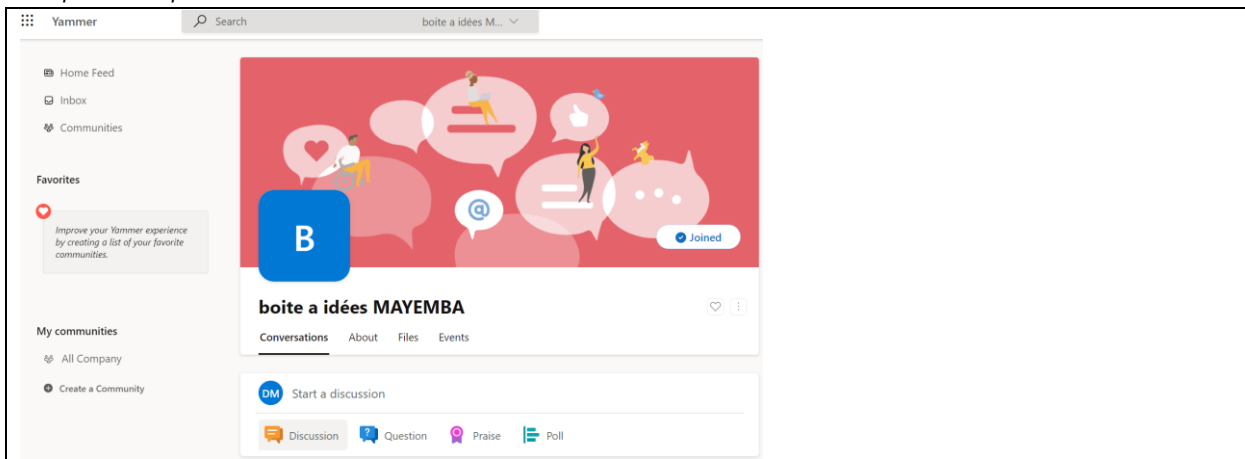 Yammer
Search
boite a idées M...
Home Feed
Inbox
Communities
Favorites
Improve your Yammer experience
by creating a list of your favorite
communities.
My communities
All Company
Create a Community
@
B
Joined
boite a idées MAYEMBA
Conversations About Files Events
DM Start a discussion
Discussion ? Question Praise Poll